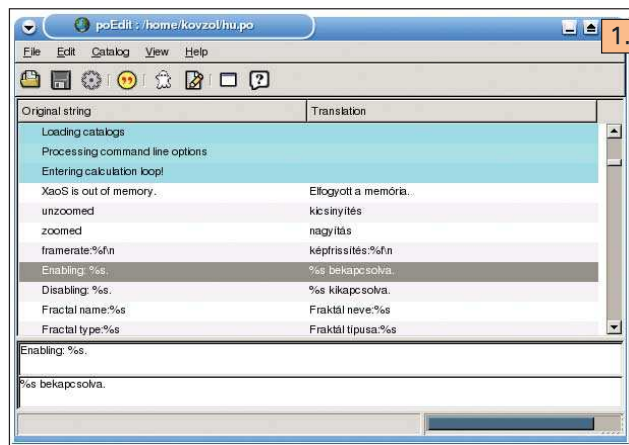 poEdit : /home/kovzol/hu.po
1.
File Edit Catalog View Help
Original string Translation
Loading catalogs
Processing command line options
Entering calculation loop!
XaoS is out of memory. Elfogyott a memória.
unzoomed kicsinyítés
zoomed nagyítás
framerate:%f\n képfrissítés:%f\n
Enabling: %s. %s bekapcsolva.
Disabling: %s. %s kikapcsolva.
Fractal name:%s Fraktál neve:%s
Fractal type:%s Fraktál típusa:%s
Enabling: %s.
%s bekapcsolva.